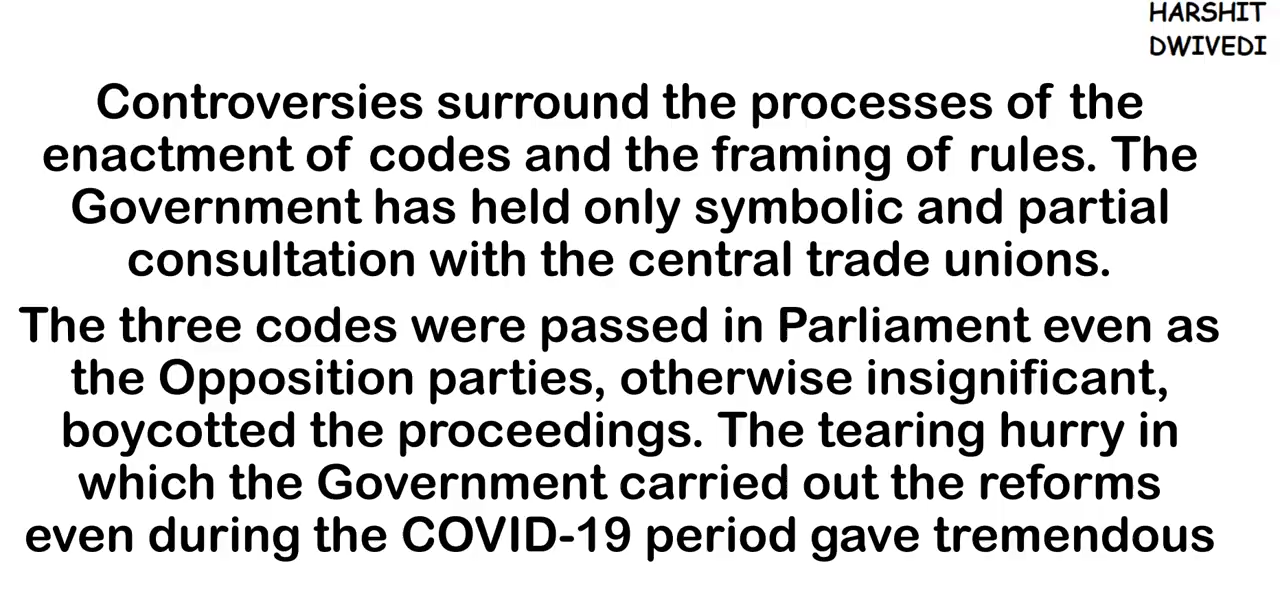 HARSHIT
DWIVEDI
Controversies surround the processes of the
enactment of codes and the framing of rules. The
Government has held only symbolic and partial
consultation with the central trade unions.
The three codes were passed in Parliament even as
the Opposition parties, otherwise insignificant,
boycotted the proceedings. The tearing hurry in
which the Government carried out the reforms
even during the COVID-19 period gave tremendous